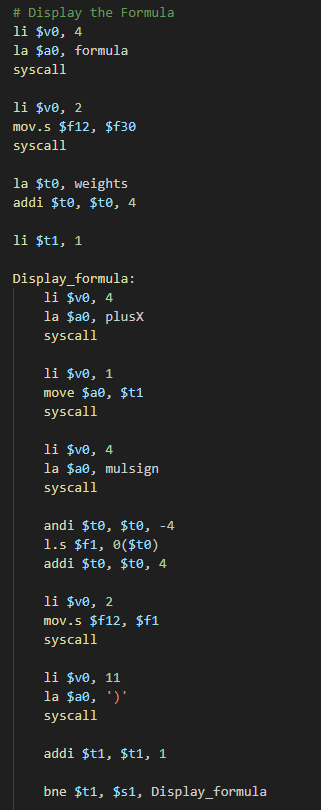 # Display the Formula
li $v0, 4
la $a0, formula
syscall
li $v0, 2
mov.s $f12, $f30
syscall
la $t0, weights
addi $t0, $t0, 4
li $t1, 1
Display_formula:
li $v0, 4
la $a0, plusX
syscall
li $v0, 1
move $a0, $t1
syscall
li $v0, 4
la $a0, mulsign
syscall
andi $t0, $t0, -4
l.s $f1, 0($t0)
addi $t0, $t0, 4
li $v0, 2
mov.s $f12, $f1
syscall
li $v0, 11
la $a0, ')'
syscall
addi $t1, $t1, 1
bne $t1, $s1, Display_formula